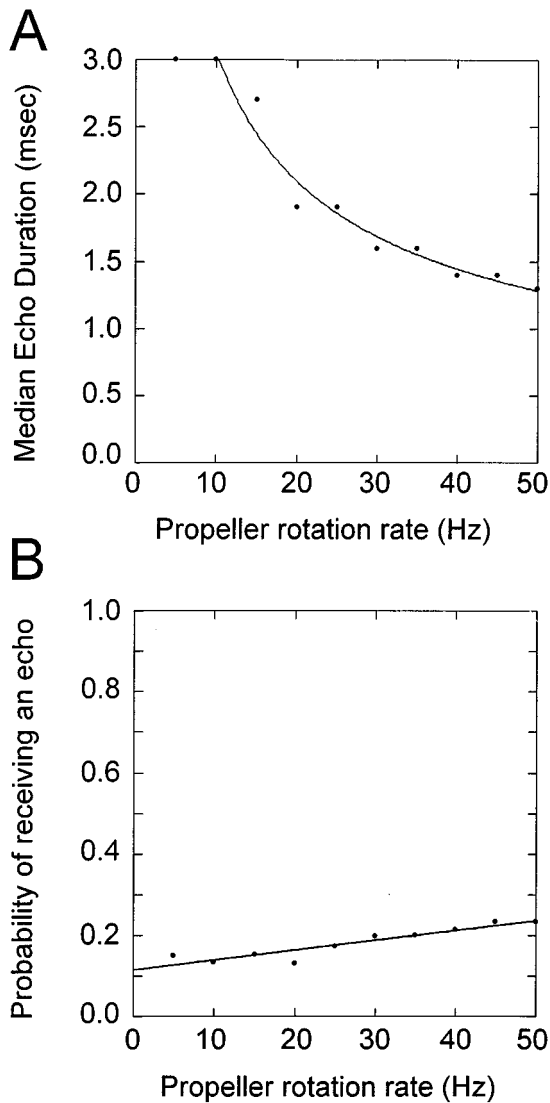 A
Median Echo Duration (msec)
3.0
2.5
2.0
1.5
1.0
0.5
0.0
0 10 20 30 40 50
Propeller rotation rate (Hz)
B
Probability of receiving an echo
1.0
0.8
0.6
0.4
0.2
0.0
0 10 20 30 40 50
Propeller rotation rate (Hz)